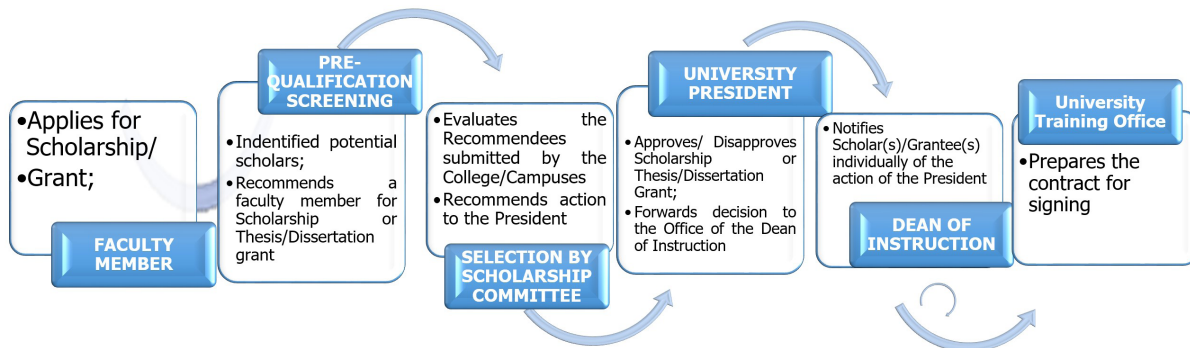 •Applies for
Scholarship/
•Grant;
FACULTY
MEMBER
PRE-
QUALIFICATION
SCREENING
•Indentified potential
scholars;
•Recommends a
faculty member for
Scholarship or
Thesis/Dissertation
grant
•Evaluates the
Recommendees
submitted by the
College/Campuses
•Recommends action
to the President
SELECTION BY
SCHOLARSHIP
COMMITTEE
UNIVERSITY
PRESIDENT
•Approves/ Disapproves
Scholarship or
Thesis/Dissertation
Grant;
•Forwards decision to
the Office of the Dean
of Instruction
•Notifies
Scholar(s)/Grantee(s)
individually of the
action of the President
DEAN OF
INSTRUCTION
University
Training Office
•Prepares the
contract for
signing